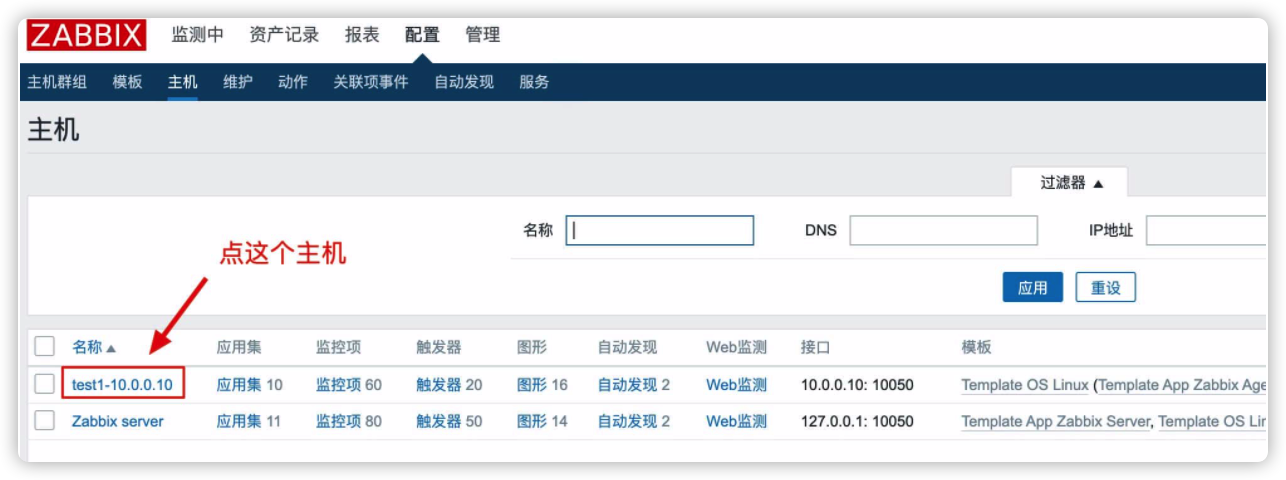 ZABBIX 监测中 资产记录 报表 配置 管理
主机群组 模板 主机 维护 动作 关联项事件 自动发现 服务
主机
过滤器 ▲
名称 DNS IP地址
点这个主机
应用 重设
名称 ▲ 应用集 监控项 触发器 图形 自动发现 Web监测 接口 模板
test1-10.0.0.10 应用集 10 监控项 60 触发器 20 图形 16 自动发现 2 Web监测 10.0.0.10: 10050 Template OS Linux (Template App Zabbix Age
Zabbix server 应用集 11 监控项 80 触发器 50 图形 14 自动发现 2 Web监测 127.0.0.1: 10050 Template App Zabbix Server, Template OS Lin